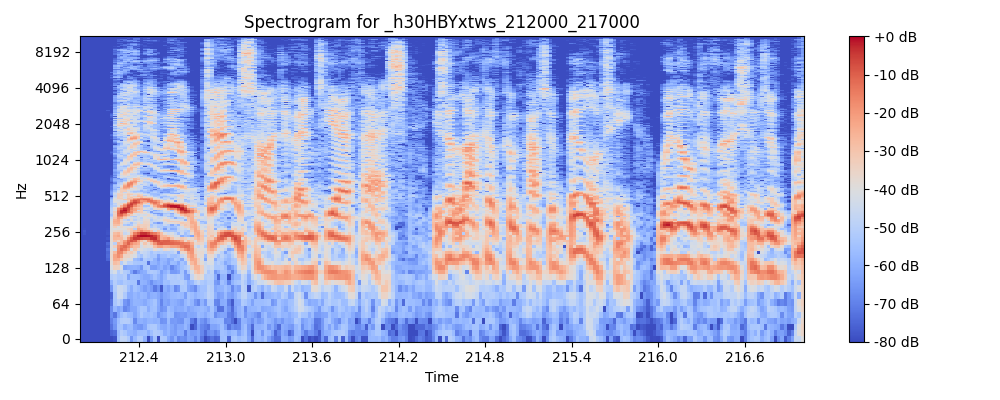 Spectrogram for _h30HBYxtws_212000_217000
Hz
8192
4096
2048
1024
512
256
128
64
0
212.4 213.0 213.6 214.2 214.8 215.4 216.0 216.6
Time
+0 dB
-10 dB
-20 dB
-30 dB
-40 dB
-50 dB
-60 dB
-70 dB
-80 dB